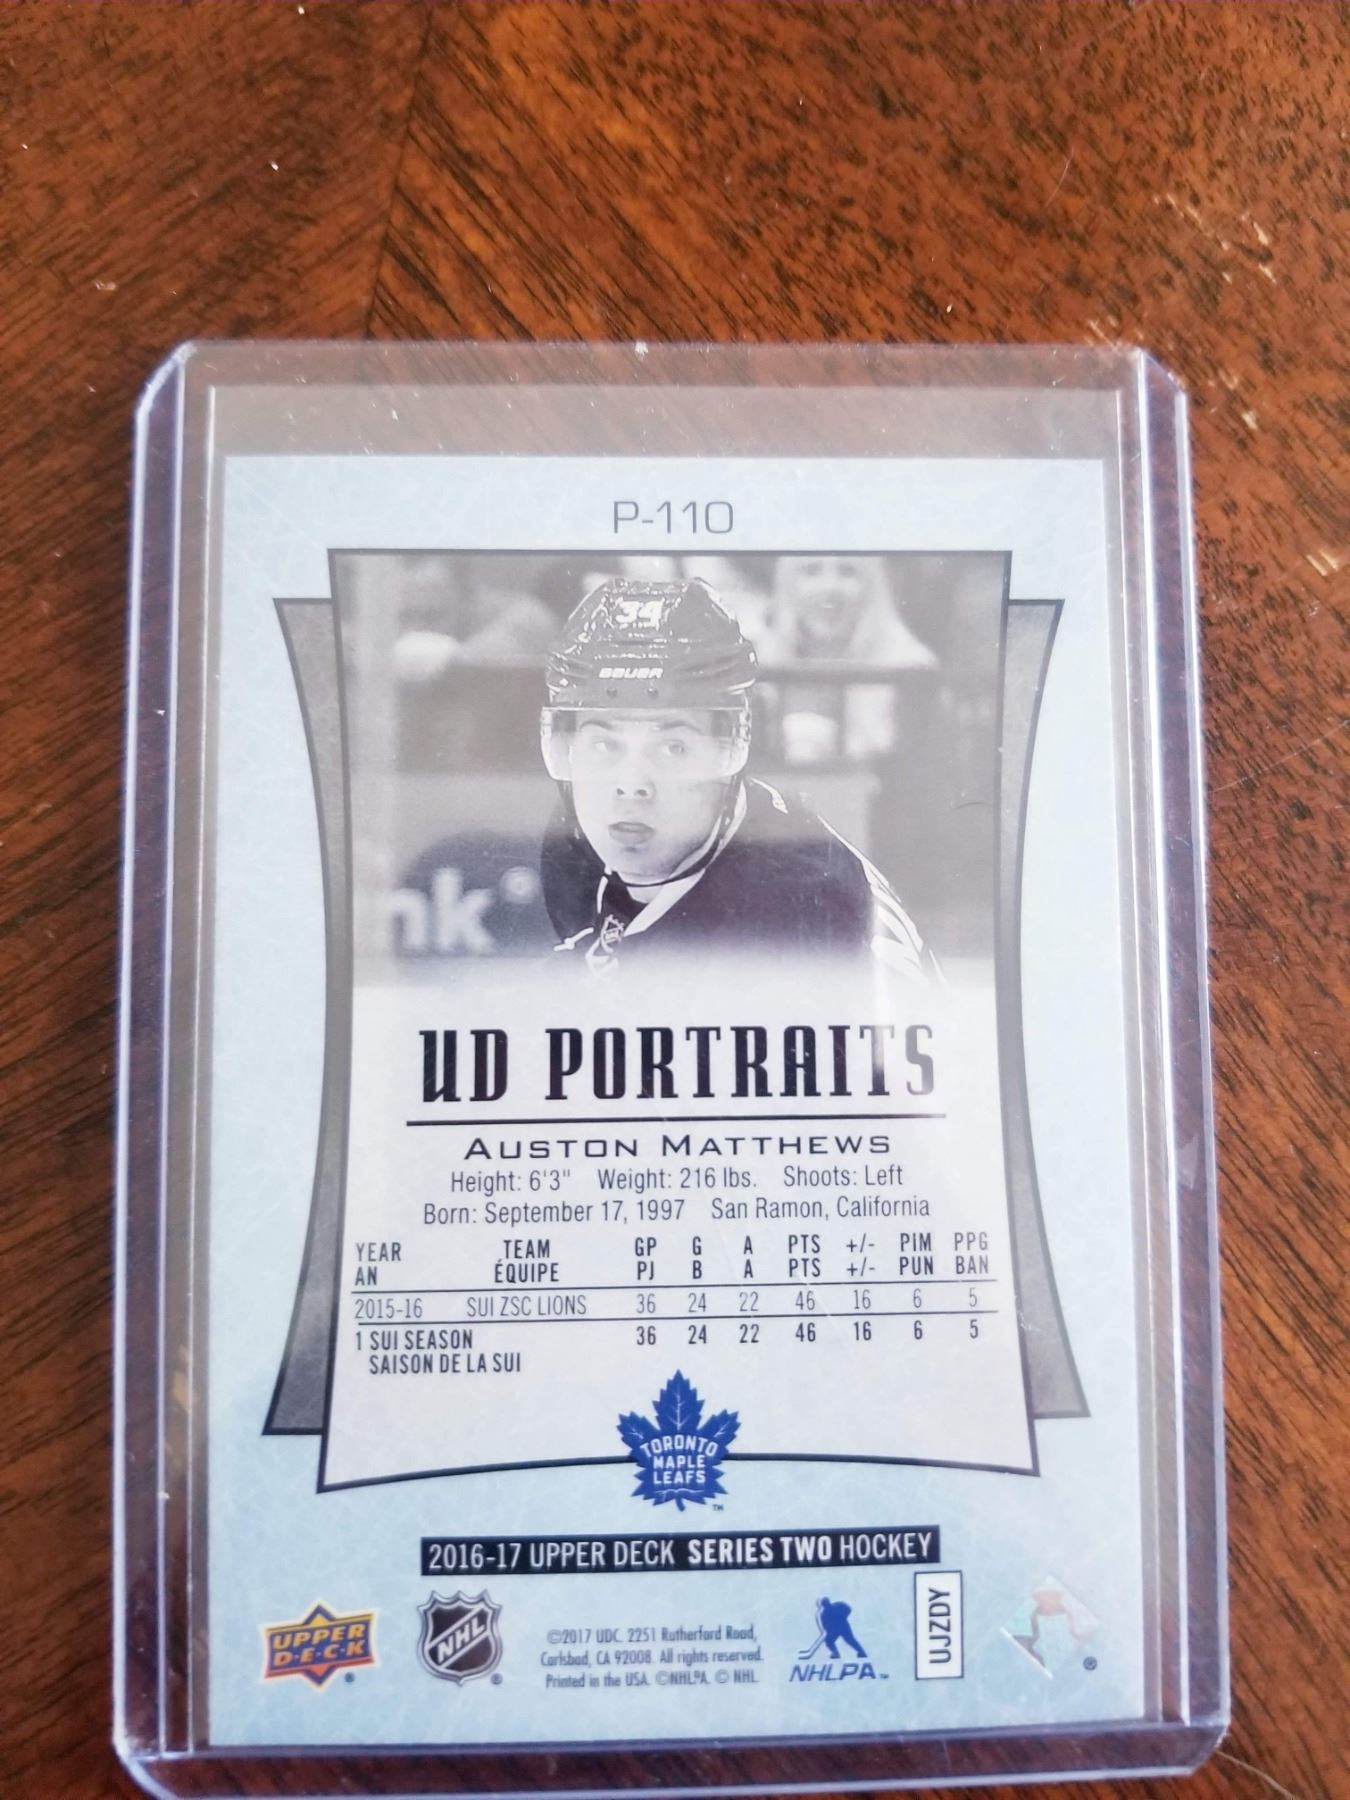 P-110
34
BAUER
nk
UD PORTRAITS
AUSTON MATTHEWS
Height: 6'3" Weight: 216 lbs. Shoots: Left
Born: September 17, 1997 San Ramon, California
YEAR TEAM GP G A PTS +/- PIM PPG
AN ÉQUIPE PJ B A PTS +/- PUN BAN
2015-16 SUI ZSC LIONS 36 24 22 46 16 6 5
1 SUI SEASON 36 24 22 46 16 6 5
SAISON DE LA SUI
TORONTO
MAPLE
LEAFS
™
2016-17 UPPER DECK SERIES TWO HOCKEY
UPPER
D·E·C·K
®
NHL
®
©2017 UDC. 2251 Rutherford Road,
Carlsbad, CA 92008. All rights reserved.
Printed in the USA. ©NHLPA. © NHL.
NHLPA™
UJZDY
®